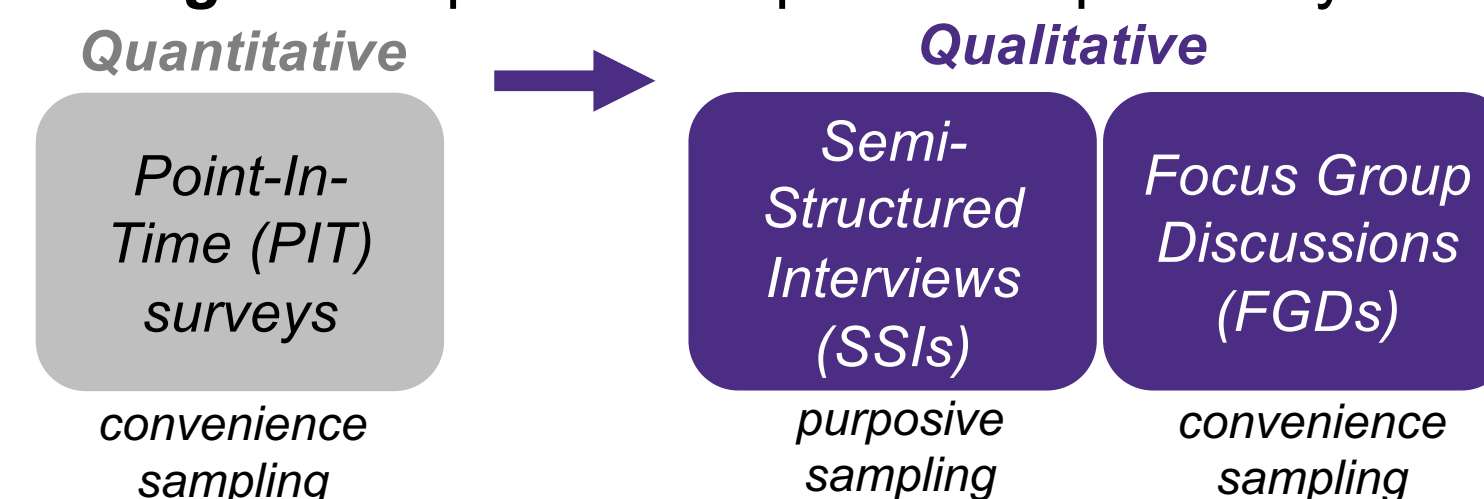 Quantitative
Qualitative
Point-In-
Time (PIT)
surveys
Semi-
Structured
Interviews
(SSIs)
Focus Group
Discussions
(FGDs)
convenience
sampling
purposive
sampling
convenience
sampling